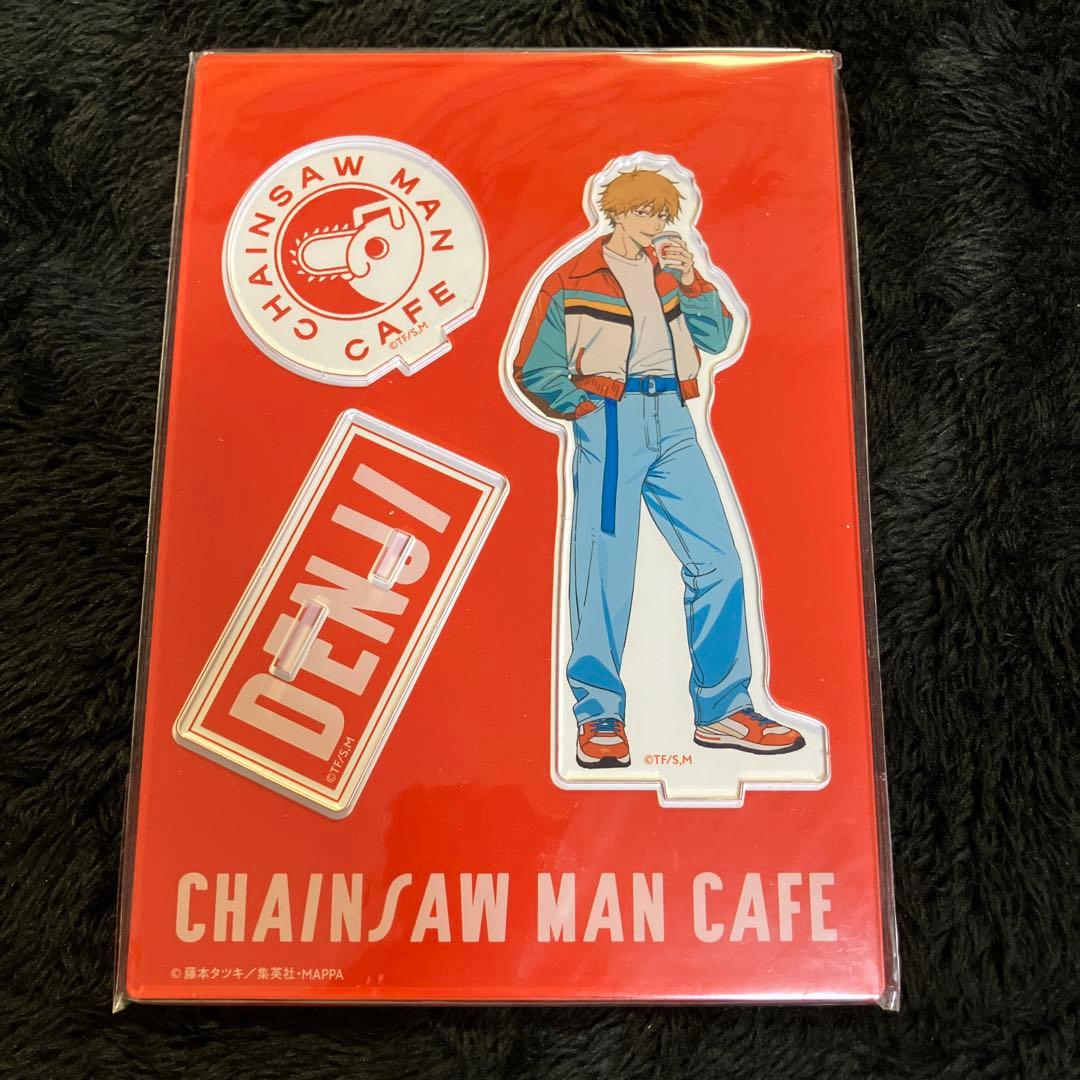 CHAINSAW MAN
CAFE
©TF/S,M
DENJI
©TF/S,M
©TF/S,M
CHAINSAW MAN CAFE
© 藤本タツキ／集英社・MAPPA